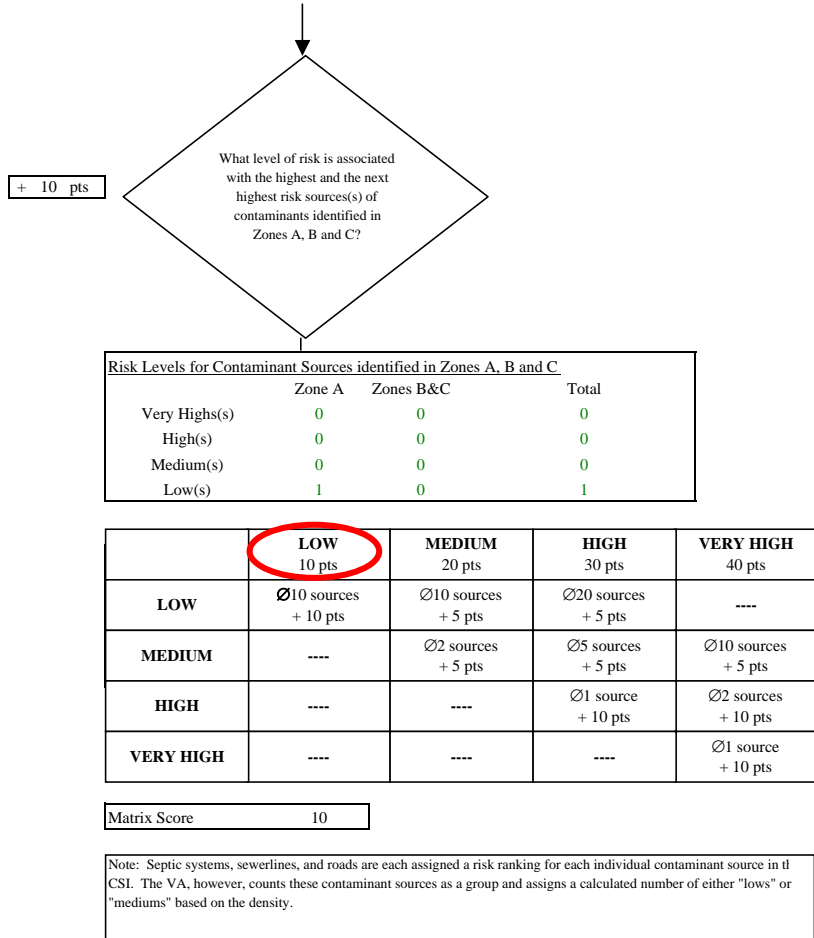 What level of risk is associated
with the highest and the next
highest risk sources(s) of
contaminants identified in
Zones A, B and C?
+ 10 pts
Risk Levels for Contaminant Sources identified in Zones A, B and C
Zone A Zones B&C Total
Very Highs(s) 0 0 0
High(s) 0 0 0
Medium(s) 0 0 0
Low(s) 1 0 1
LOW MEDIUM HIGH VERY HIGH
10 pts 20 pts 30 pts 40 pts
LOW ∅10 sources ∅10 sources ∅20 sources ----
+ 10 pts + 5 pts + 5 pts
MEDIUM ---- ∅2 sources ∅5 sources ∅10 sources
+ 5 pts + 5 pts + 5 pts
HIGH ---- ---- ∅1 source ∅2 sources
+ 10 pts + 10 pts
VERY HIGH ---- ---- ---- ∅1 source
+ 10 pts
Matrix Score 10
Note: Septic systems, sewerlines, and roads are each assigned a risk ranking for each individual contaminant source in
CSI. The VA, however, counts these contaminant sources as a group and assigns a calculated number of either "lows" or
"mediums" based on the density.